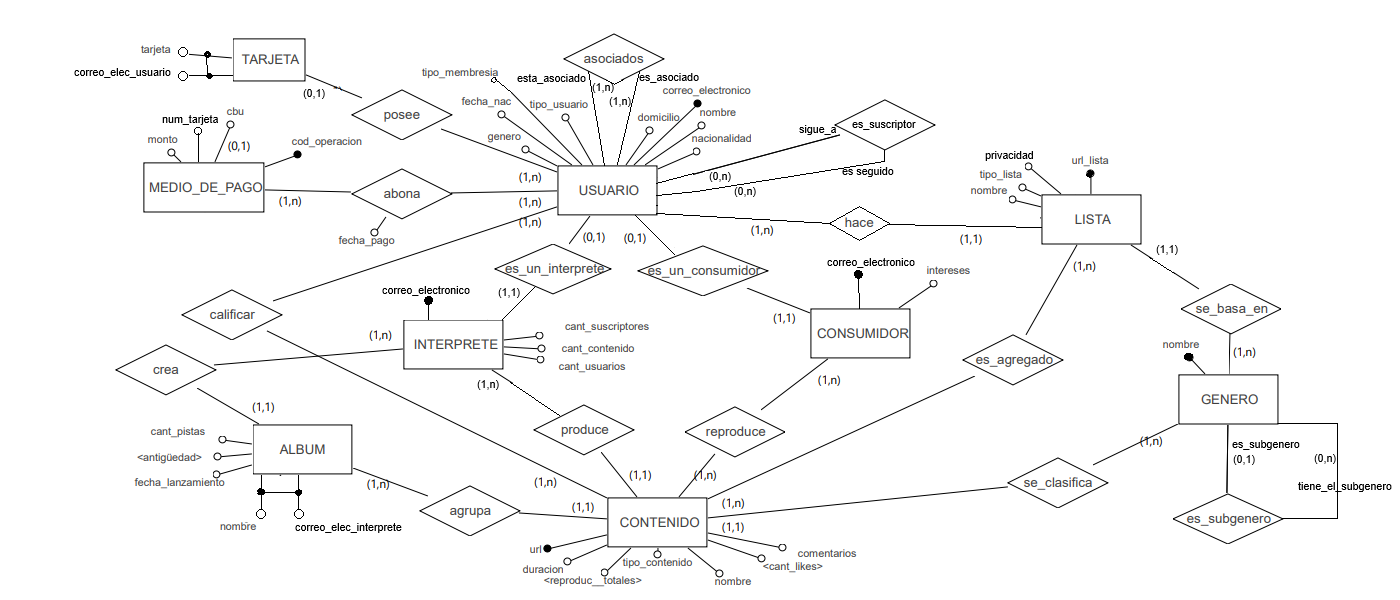 tarjeta
correo_elec_usuario
TARJETA
(0,1)
posee
(1,n)
num_tarjeta
cbu
(0,1)
monto
cod_operacion
MEDIO_DE_PAGO
(1,n)
abona
(1,n)
fecha_pago
asociados
esta_asociado
es_asociado
(1,n)
(1,n)
tipo_membresia
fecha_nac
tipo_usuario
genero
correo_electronico
nombre
domicilio
nacionalidad
USUARIO
es_suscriptor
sigue_a
es seguido
(0,n)
(0,n)
hace
(1,n)
(1,1)
privacidad
url_lista
tipo_lista
nombre
LISTA
(1,n)
(1,1)
calificar
(1,n)
es_un_interprete
(0,1)
(1,1)
es_un_consumidor
(0,1)
(1,1)
correo_electronico
intereses
CONSUMIDOR
(1,n)
se_basa_en
(1,n)
correo_electronico
INTERPRETE
cant_suscriptores
cant_contenido
cant_usuarios
(1,n)
(1,n)
es_agregado
nombre
GENERO
crea
(1,1)
cant_pistas
<antigüedad>
fecha_lanzamiento
ALBUM
nombre
correo_elec_interprete
(1,n)
produce
(1,1)
reproduce
(1,n)
(1,n)
es_subgenero
(0,1)
(0,n)
tiene_el_subgenero
es_subgenero
se_clasifica
(1,n)
agrupa
(1,1)
(1,n)
CONTENIDO
(1,n)
(1,1)
url
duracion
<reproduc__totales>
tipo_contenido
nombre
<cant_likes>
comentarios